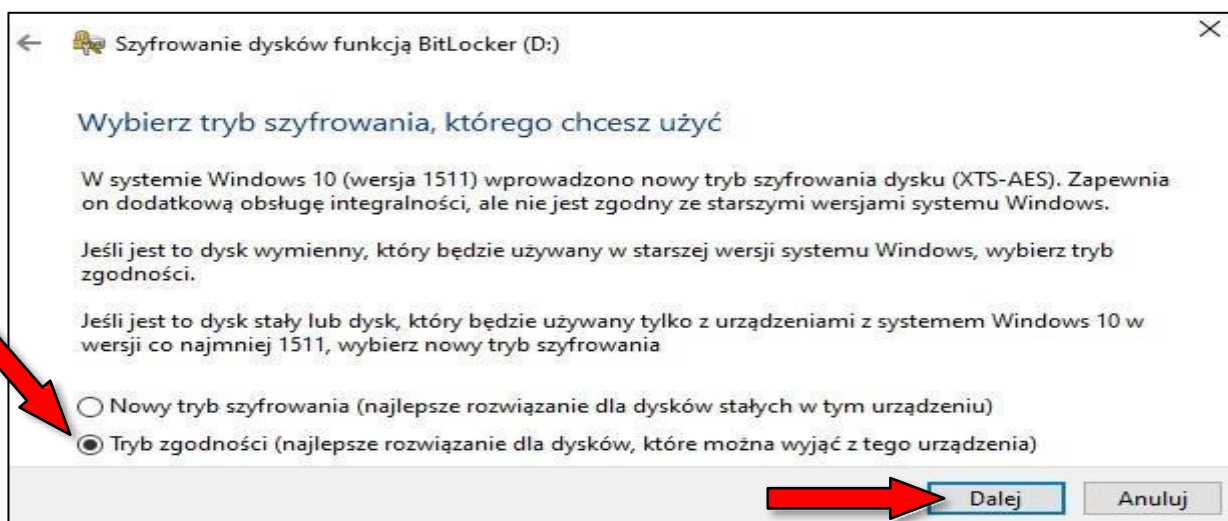 Szyfrowanie dysków funkcją BitLocker (D:)
Wybierz tryb szyfrowania, którego chcesz użyć
W systemie Windows 10 (wersja 1511) wprowadzono nowy tryb szyfrowania dysku (XTS-AES). Zapewnia
on dodatkową obsługę integralności, ale nie jest zgodny ze starszymi wersjami systemu Windows.
Jeśli jest to dysk wymienny, który będzie używany w starszej wersji systemu Windows, wybierz tryb
zgodności.
Jeśli jest to dysk stały lub dysk, który będzie używany tylko z urządzeniami z systemem Windows 10 w
wersji co najmniej 1511, wybierz nowy tryb szyfrowania
Nowy tryb szyfrowania (najlepsze rozwiązanie dla dysków stałych w tym urządzeniu)
Tryb zgodności (najlepsze rozwiązanie dla dysków, które można wyjąć z tego urządzenia)
Dalej Anuluj